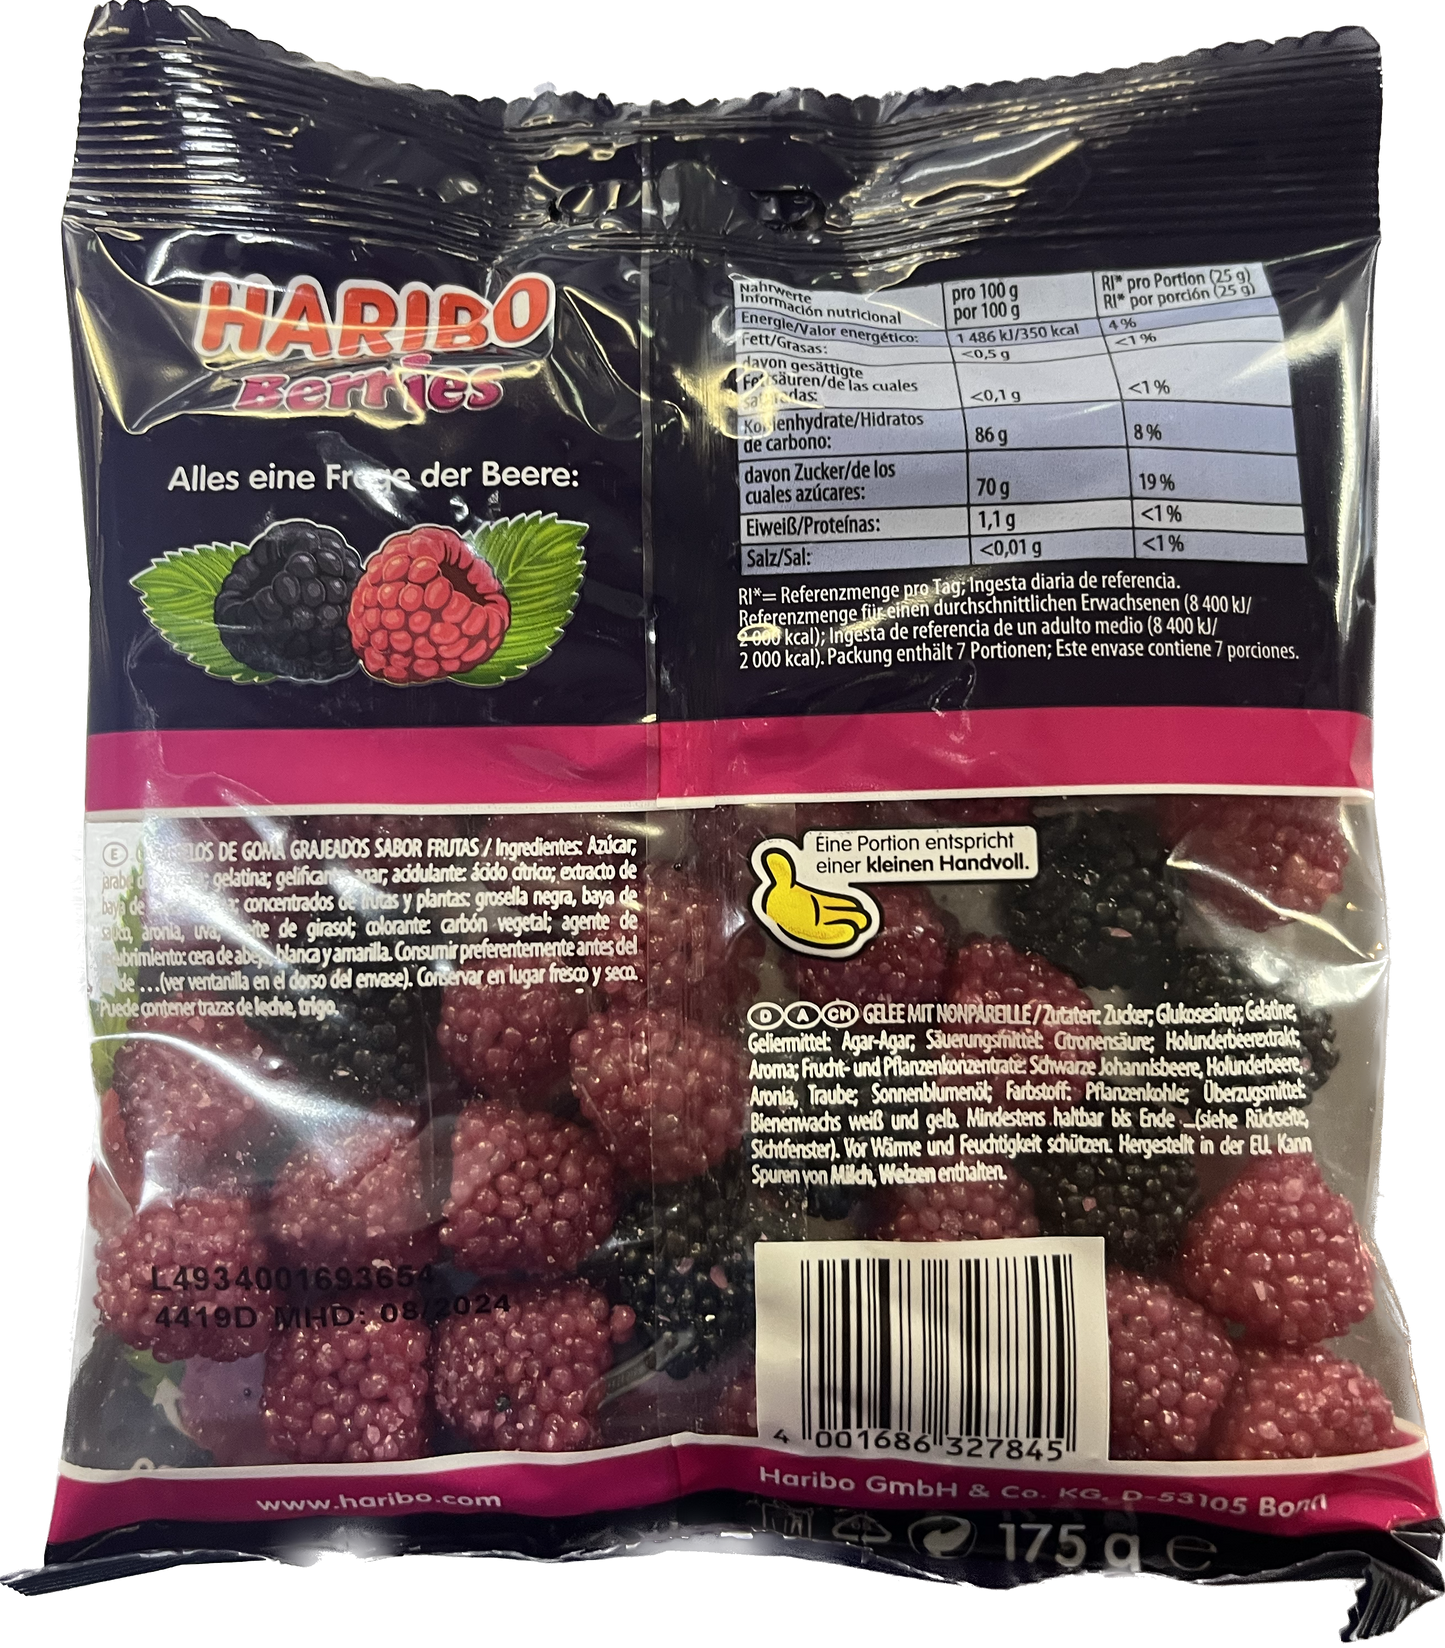 HARIBO
Berries
Alles eine Frage der Beere:
Nährwerte
Información nutricional
pro 100 g
por 100 g
RI* pro Portion (25 g)
RI* por porción (25 g)
Energie/Valor energético: 1 486 kJ/350 kcal 4 %
Fett/Grasas: <0,5 g <1 %
davon gesättigte
Fettsäuren/de las cuales
saturadas: <0,1 g <1 %
Kohlenhydrate/Hidratos
de carbono: 86 g 8 %
davon Zucker/de los
cuales azúcares: 70 g 19 %
Eiweiß/Proteínas: 1,1 g <1 %
Salz/Sal: <0,01 g <1 %
RI*= Referenzmenge pro Tag; Ingesta diaria de referencia.
Referenzmenge für einen durchschnittlichen Erwachsenen (8 400 kJ/
2 000 kcal); Ingesta de referencia de un adulto medio (8 400 kJ/
2 000 kcal). Packung enthält 7 Portionen; Este envase contiene 7 porciones.
E DE GOMA GRAJEADOS SABOR FRUTAS / Ingredientes: Azúcar,
gelatina; gelificante: agar; acidulante: ácido cítrico; extracto de
baya de concentrados de frutas y plantas: grosella negra, baya de
saúco, aronia, uva; aceite de girasol; colorante: carbón vegetal; agente de
recubrimiento: cera de abeja blanca y amarilla. Consumir preferentemente antes del
fin de ...(ver ventanilla en el dorso del envase). Conservar en lugar fresco y seco.
Puede contener trazas de leche, trigo.
Eine Portion entspricht
einer kleinen Handvoll.
D A CH GELEE MIT NONPAREILLE / Zutaten: Zucker; Glukosesirup; Gelatine;
Geliermittel: Agar-Agar; Säuerungsmittel: Citronensäure; Holunderbeerextrakt;
Aroma; Frucht- und Pflanzenkonzentrate: Schwarze Johannisbeere, Holunderbeere,
Aronia, Traube; Sonnenblumenöl; Farbstoff: Pflanzenkohle; Überzugsmittel:
Bienenwachs weiß und gelb. Mindestens haltbar bis Ende ...(siehe Rückseite,
Sichtfenster). Vor Wärme und Feuchtigkeit schützen. Hergestellt in der EU. Kann
Spuren von Milch, Weizen enthalten.
L4934001693654
4419D MHD: 08/2024
4 001686 327845
www.haribo.com
Haribo GmbH & Co. KG, D-53105 Bonn
175 g e